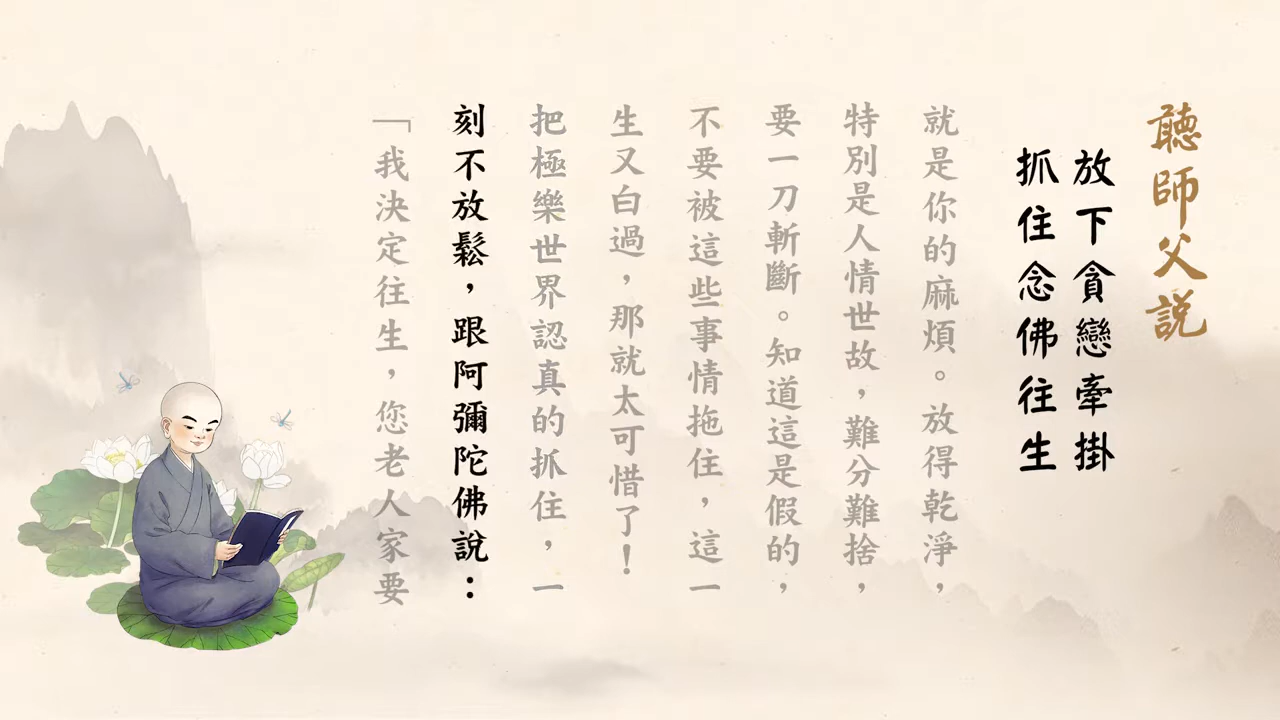 聽師父説
放下貪戀牽掛
抓住念佛往生
就是你的麻煩。放得乾淨，
特別是人情世故，難分難捨，
要一刀斬斷。知道這是假的，
不要被這些事情拖住，這一
生又白過，那就太可惜了！
把極樂世界認真的抓住，一
刻不放鬆，跟阿彌陀佛說：
「我決定往生，您老人家要